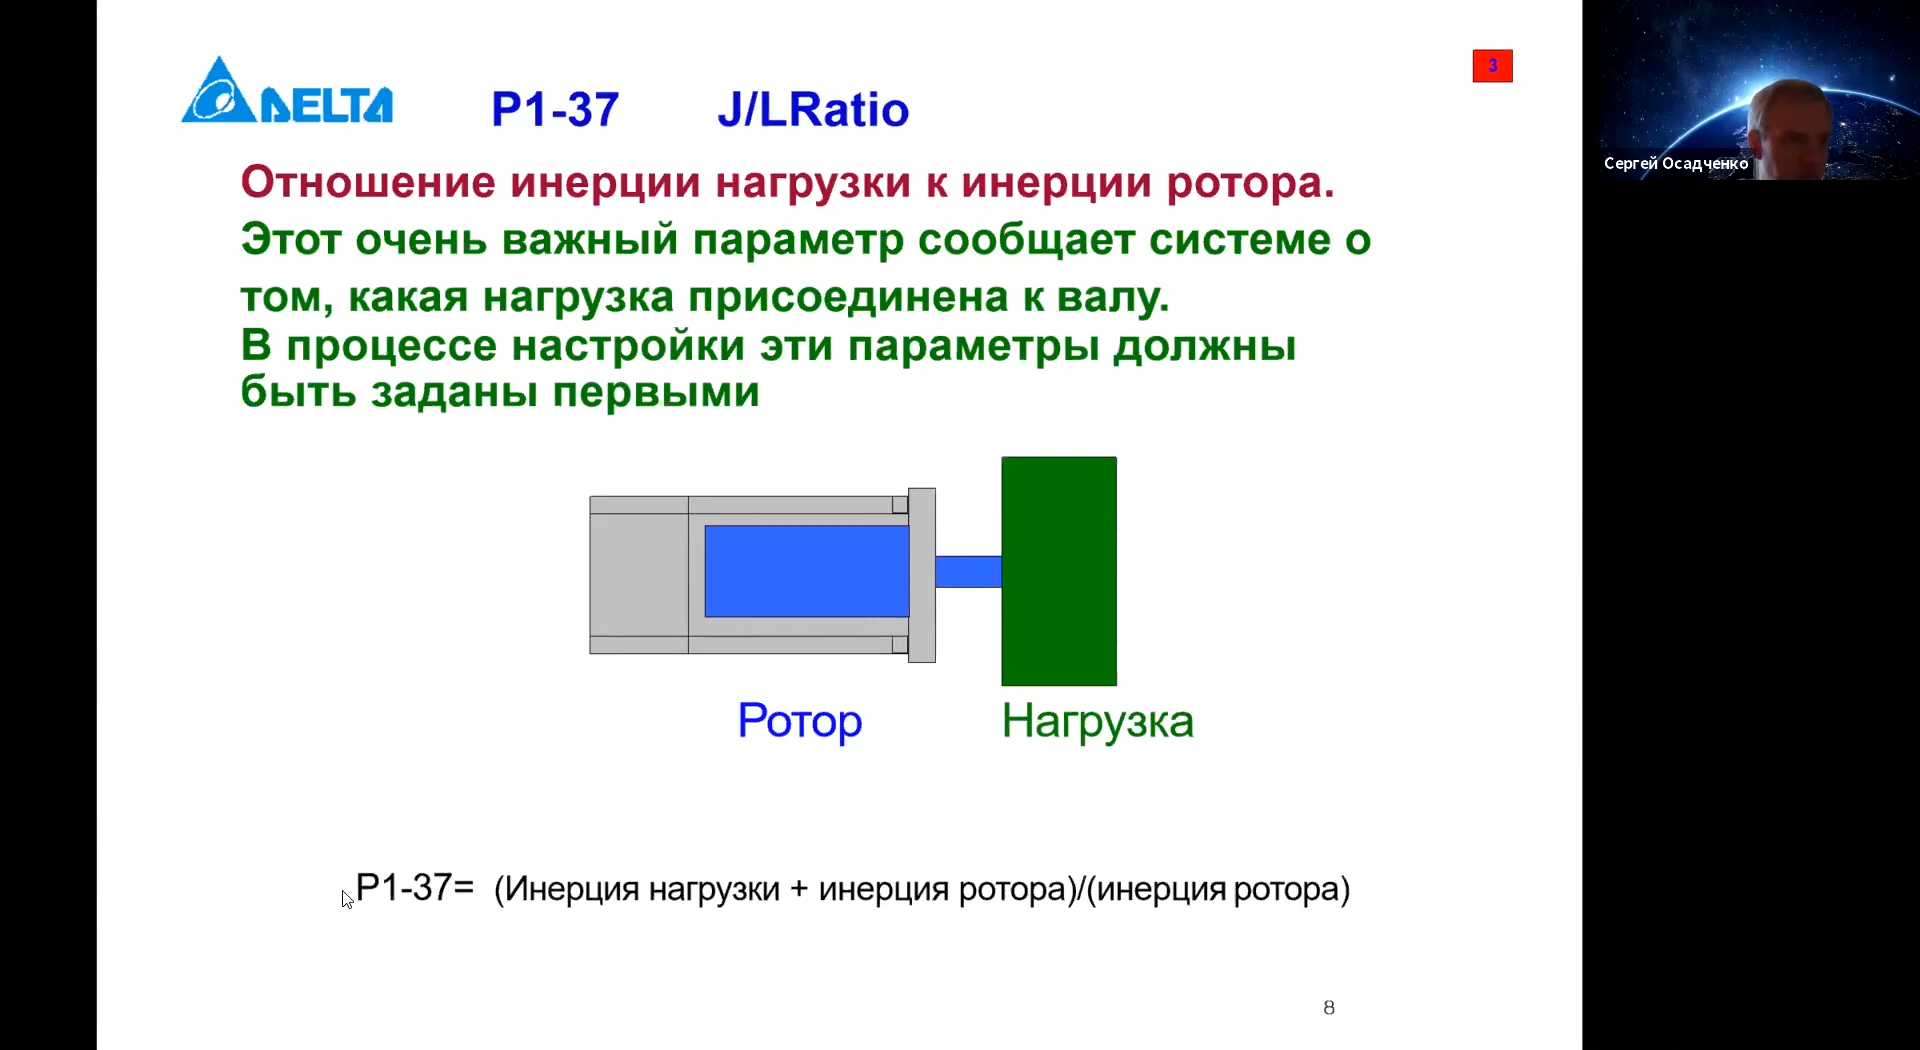 DELTA
P1-37 J/LRatio
3
Отношение инерции нагрузки к инерции ротора.
Этот очень важный параметр сообщает системе о
том, какая нагрузка присоединена к валу.
В процессе настройки эти параметры должны
быть заданы первыми
Ротор
Нагрузка
P1-37= (Инерция нагрузки + инерция ротора)/(инерция ротора)
8
Сергей Осадченко